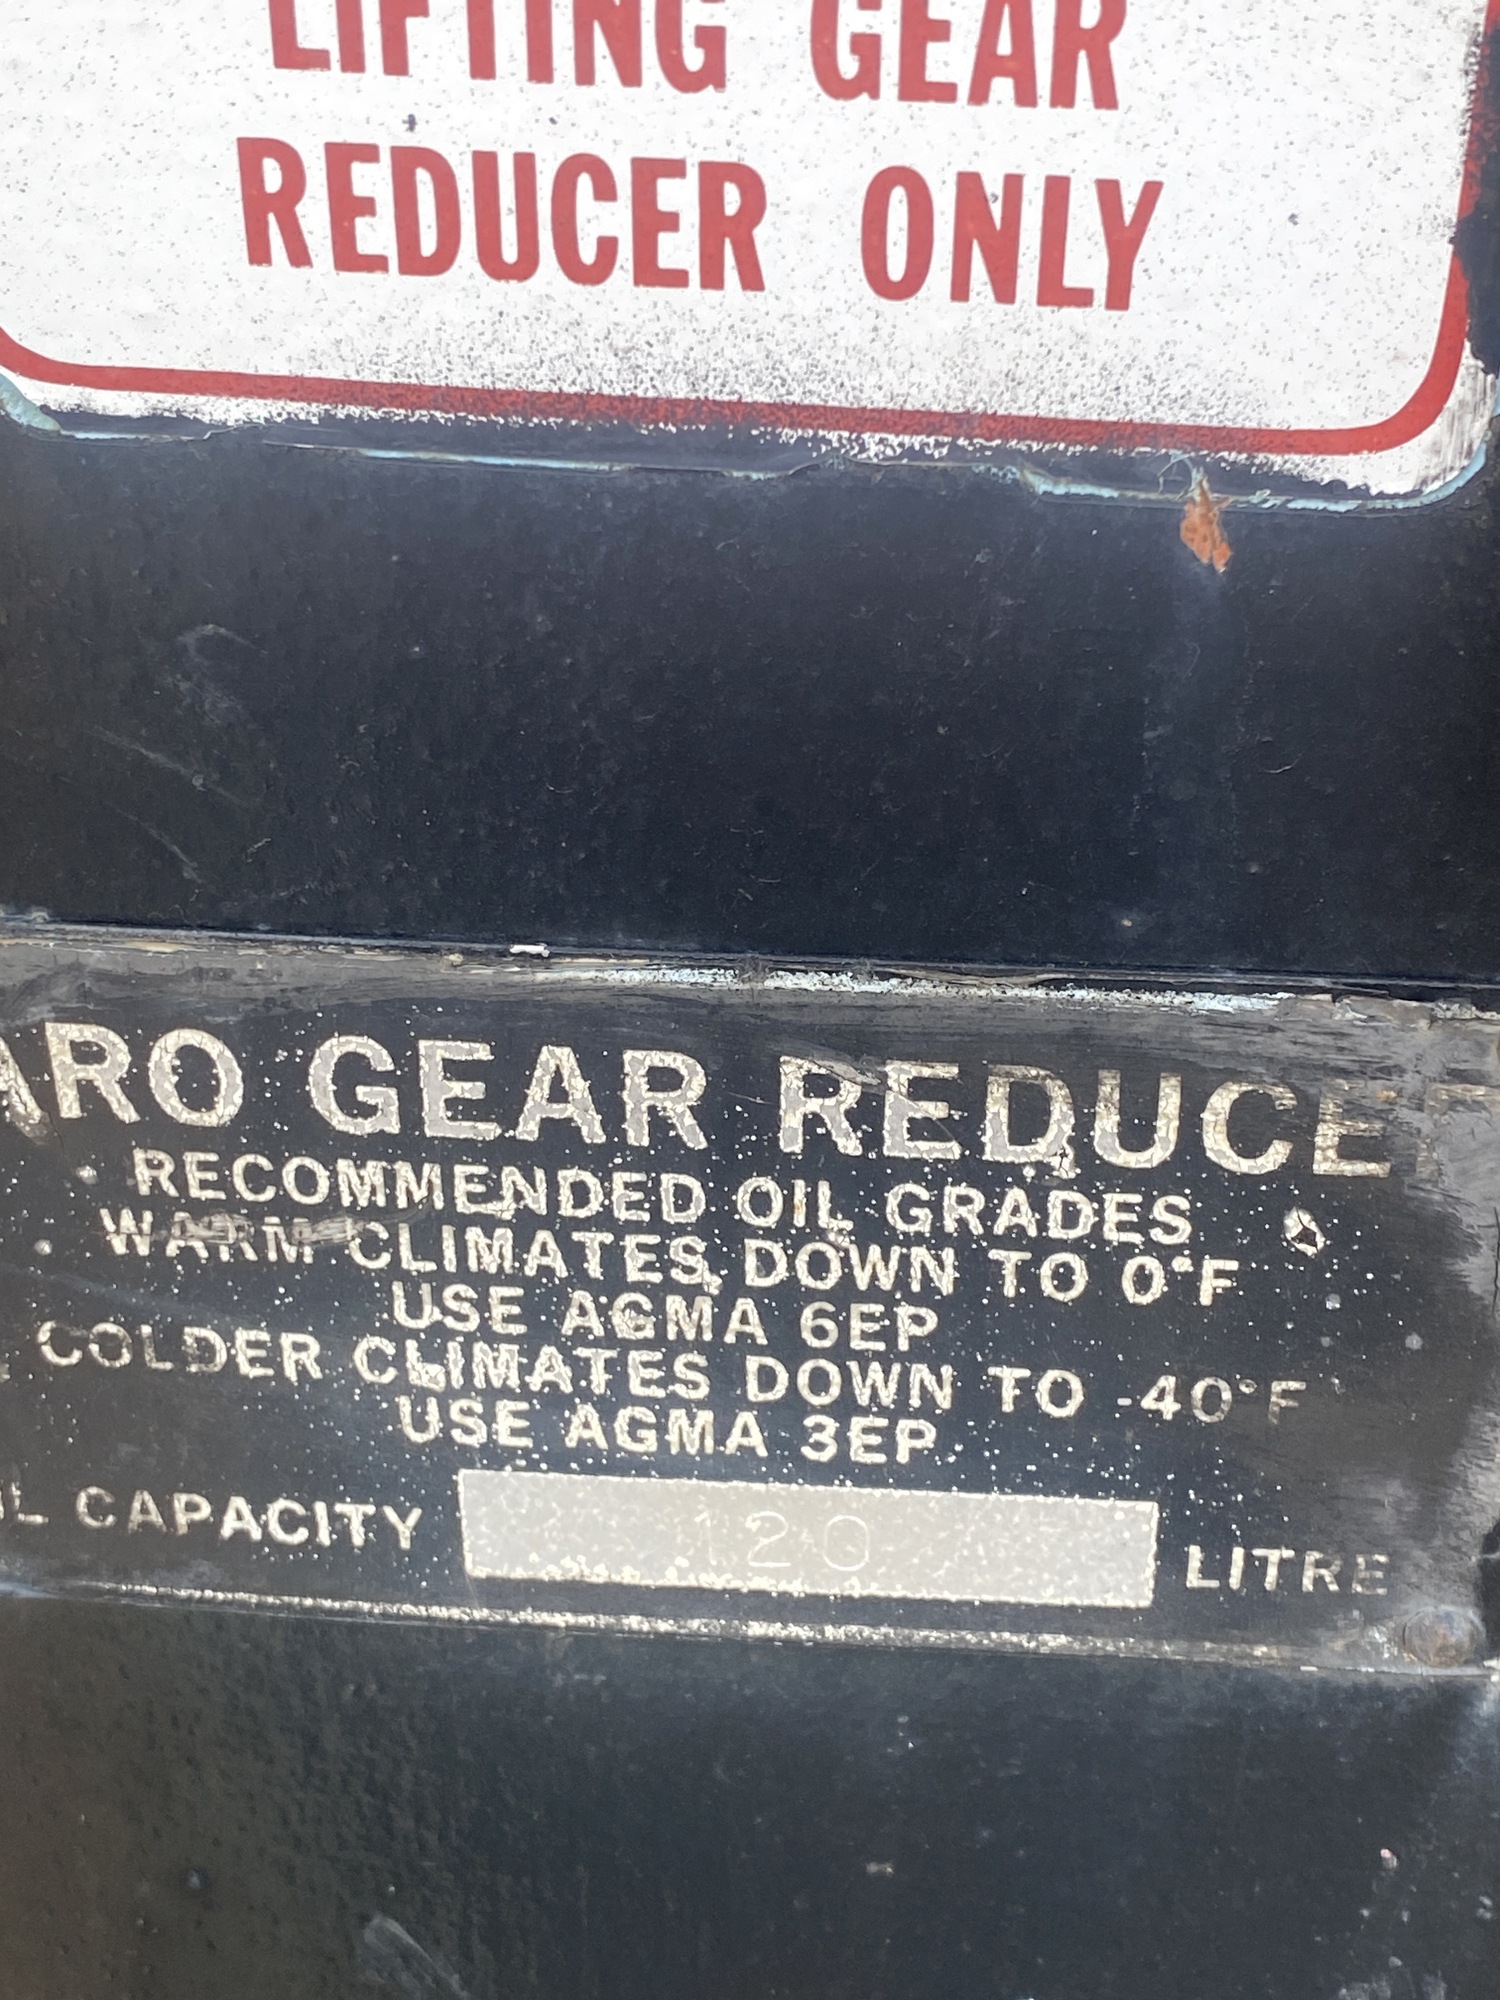 LIFTING GEAR
REDUCER ONLY
ARO GEAR REDUCE
RECOMMENDED OIL GRADES
WARM CLIMATES, DOWN TO 0°F
USE AGMA 6EP
COLDER CLIMATES DOWN TO -40°F
USE AGMA 3EP
IL CAPACITY 120 LITRE